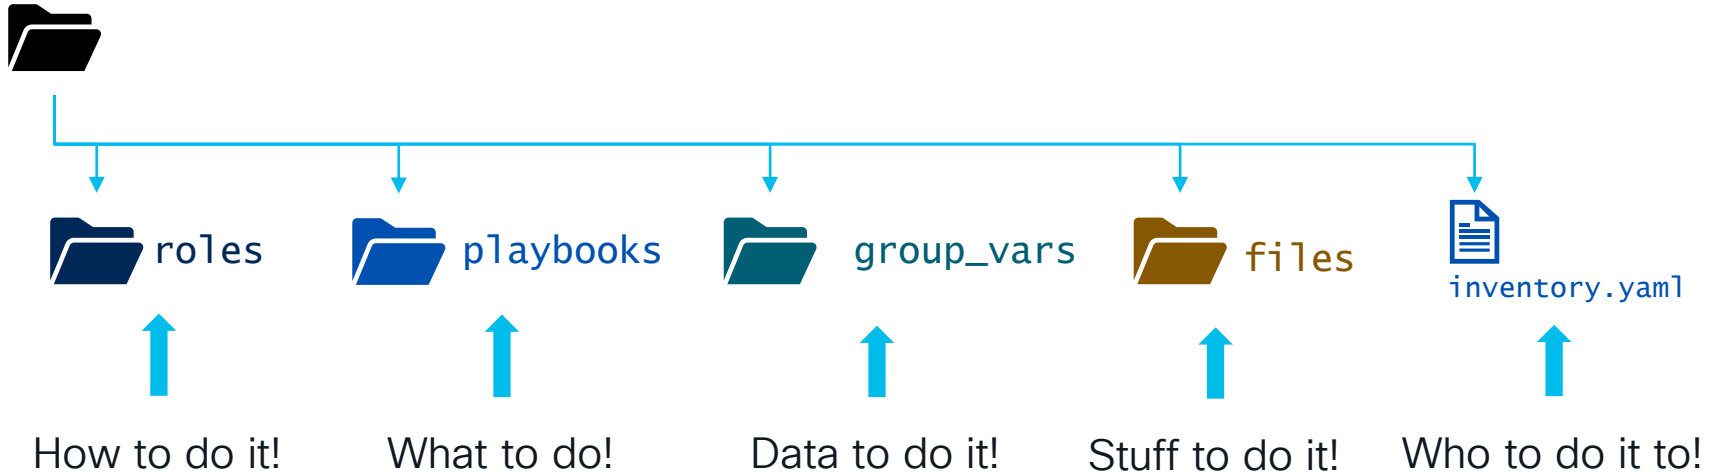 roles
playbooks
group_vars
files
inventory.yaml
How to do it!
What to do!
Data to do it!
Stuff to do it!
Who to do it to!